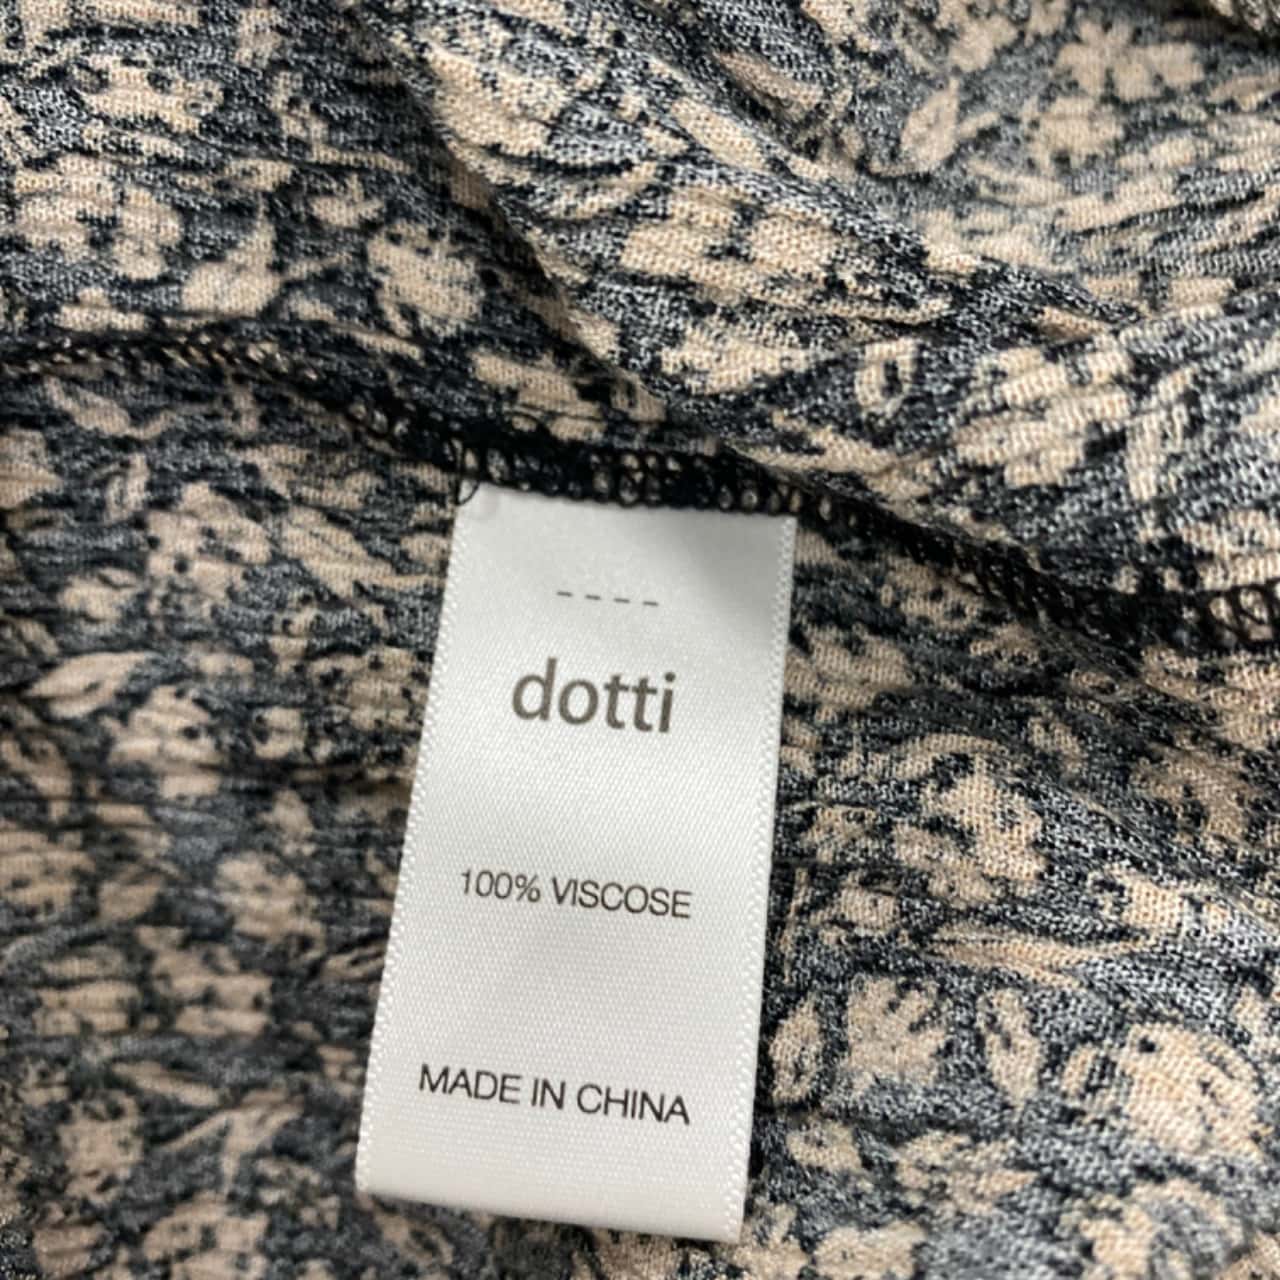 ----
dotti
100% VISCOSE
MADE IN CHINA